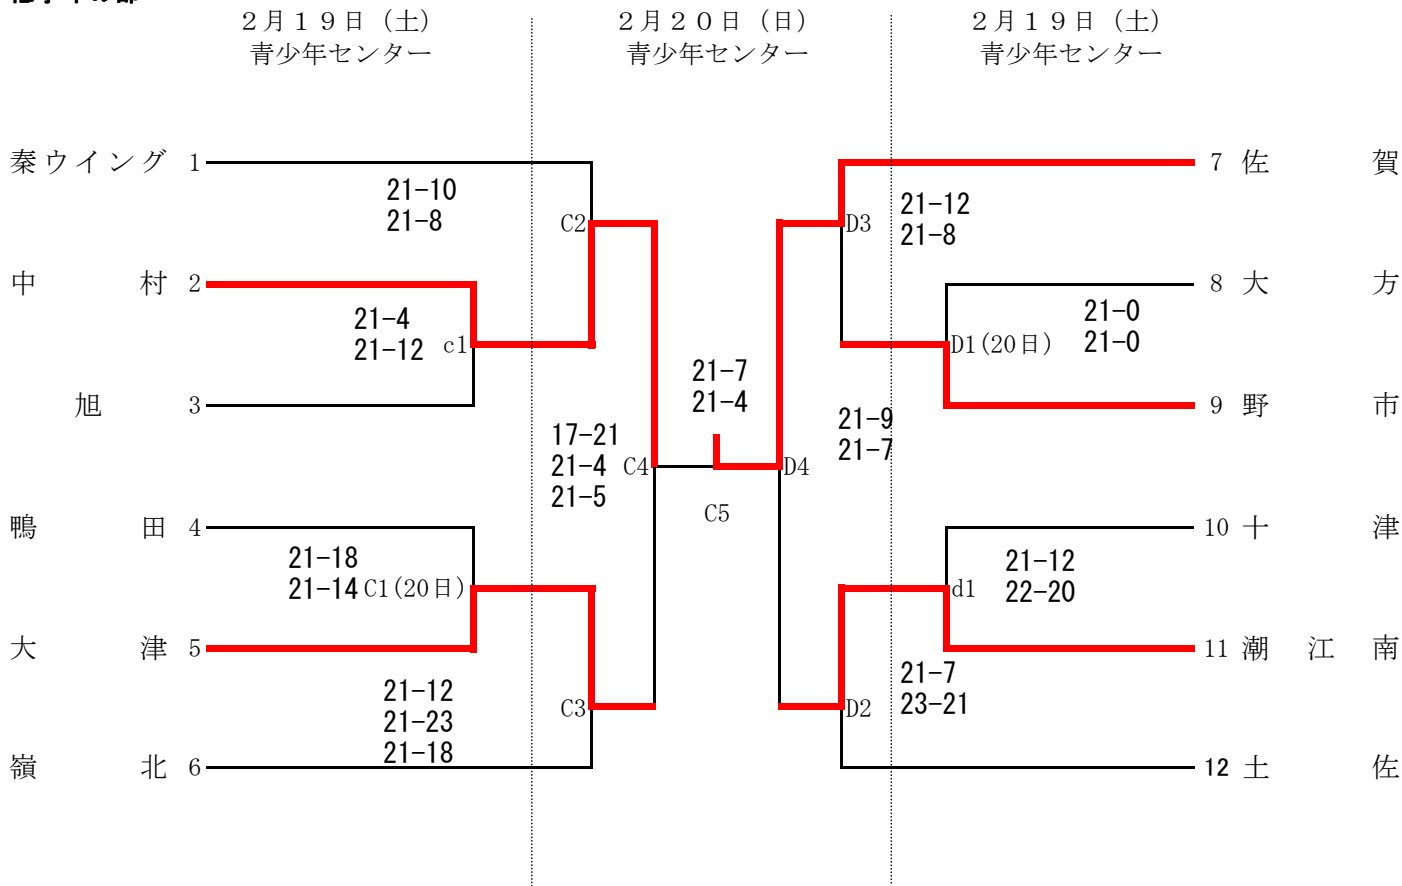 ２月１９日（土）
青少年センター
２月２０日（日）
青少年センター
２月１９日（土）
青少年センター
秦ウイング 1
21-10
21-8
C2
中村 2
21-4
21-12 c1
旭 3
17-21
21-4 C4
21-5
鴨田 4
21-18
21-14 C1(20日)
大津 5
21-12
21-23
21-18
C3
嶺北 6
21-7
21-4
C5
7 佐賀
D3
21-12
21-8
8 大方
21-0
21-0
D1(20日)
9 野市
21-9
21-7
D4
10 十津
21-12
22-20
d1
11 潮江南
21-7
23-21
D2
12 土佐